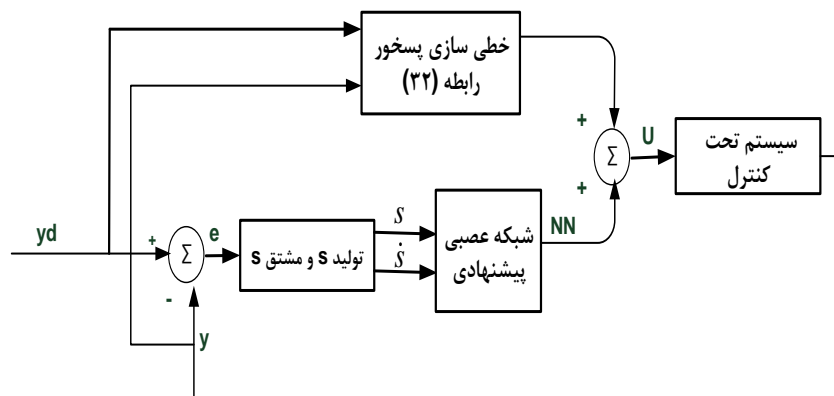 خطی سازی پسخور
رابطه (۳۲)
+
Σ
+
U
سیستم تحت
کنترل
yd
+
Σ
-
e
تولید s و مشتق s
S
Ṡ
شبکه عصبی
پیشنهادی
NN
y